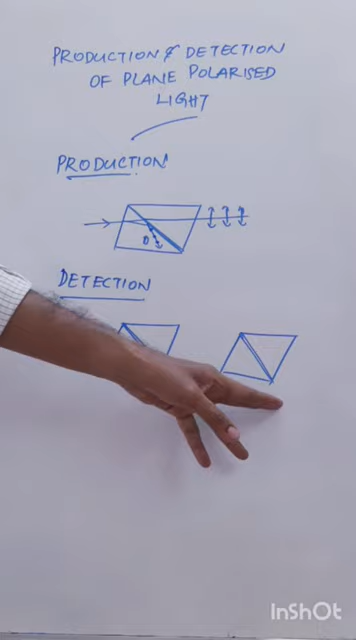 PRODUCTION & DETECTION
OF PLANE POLARISED
LIGHT
PRODUCTION
O
DETECTION
InShOt